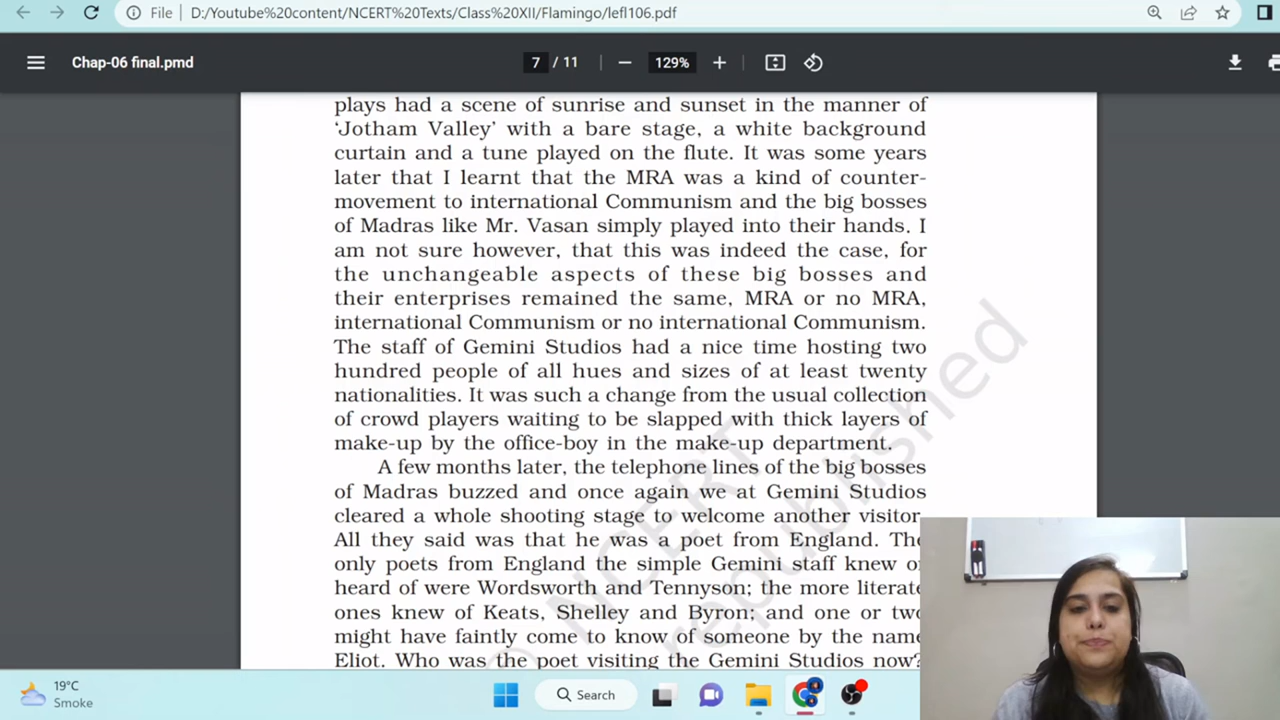 File D:/Youtube%20content/NCERT%20Texts/Class%20XII/Flamingo/lefl106.pdf
Chap-06 final.pmd
7 / 11
129%
plays had a scene of sunrise and sunset in the manner of
‘Jotham Valley’ with a bare stage, a white background
curtain and a tune played on the flute. It was some years
later that I learnt that the MRA was a kind of counter-
movement to international Communism and the big bosses
of Madras like Mr. Vasan simply played into their hands. I
am not sure however, that this was indeed the case, for
the unchangeable aspects of these big bosses and
their enterprises remained the same, MRA or no MRA,
international Communism or no international Communism.
The staff of Gemini Studios had a nice time hosting two
hundred people of all hues and sizes of at least twenty
nationalities. It was such a change from the usual collection
of crowd players waiting to be slapped with thick layers of
make-up by the office-boy in the make-up department.
A few months later, the telephone lines of the big bosses
of Madras buzzed and once again we at Gemini Studios
cleared a whole shooting stage to welcome another visitor.
All they said was that he was a poet from England. The
only poets from England the simple Gemini staff knew or
heard of were Wordsworth and Tennyson; the more literate
ones knew of Keats, Shelley and Byron; and one or two
might have faintly come to know of someone by the name
Eliot. Who was the poet visiting the Gemini Studios now?
NCERT
republished
19°C
Smoke
Search